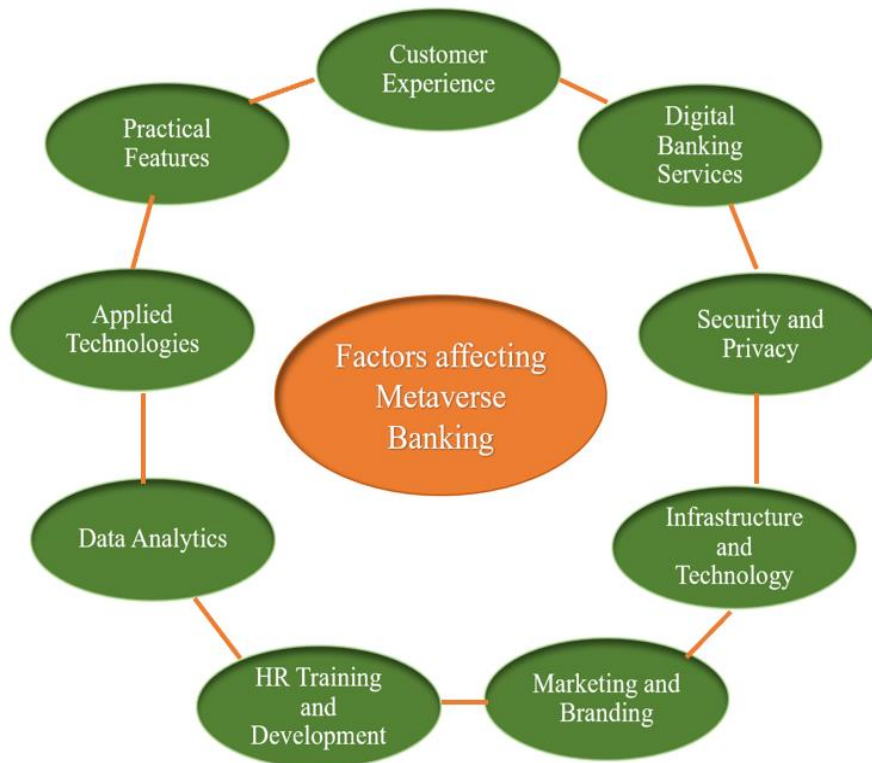 Customer
Experience
Digital
Banking
Services
Security and
Privacy
Infrastructure
and
Technology
Marketing and
Branding
HR Training
and
Development
Data Analytics
Applied
Technologies
Practical
Features
Factors affecting
Metaverse
Banking